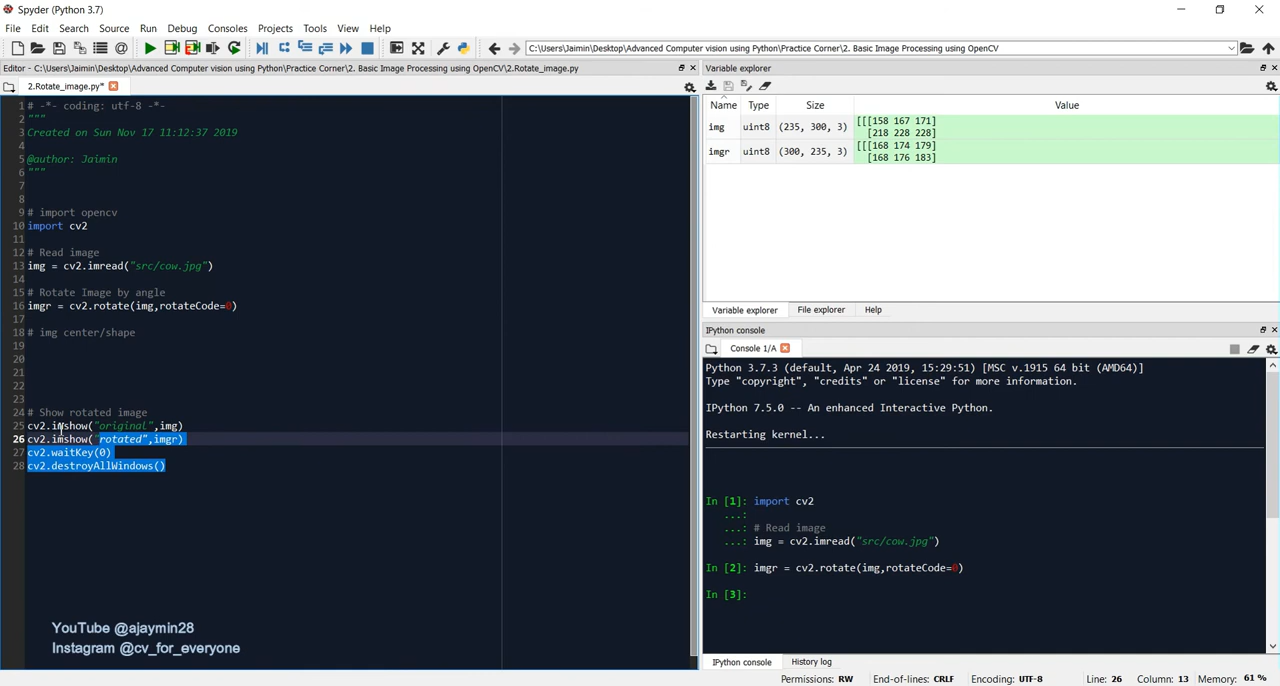 Spyder (Python 3.7)
File Edit Search Source Run Debug Consoles Projects Tools View Help
C:\Users\Jaimin\Desktop\Advanced Computer vision using Python\Practice Corner\2. Basic Image Processing using OpenCV
Editor - C:\Users\Jaimin\Desktop\Advanced Computer vision using Python\Practice Corner\2. Basic Image Processing using OpenCV\2.Rotate_image.py
2.Rotate_image.py*
1 # -*- coding: utf-8 -*-
2 """
3 Created on Sun Nov 17 11:12:37 2019
4
5 @author: Jaimin
6 """
7
8
9 # import opencv
10 import cv2
11
12 # Read image
13 img = cv2.imread("src/cow.jpg")
14
15 # Rotate Image by angle
16 imgr = cv2.rotate(img,rotateCode=0)
17
18 # img center/shape
19
20
21
22
23
24 # Show rotated image
25 cv2.imshow("original",img)
26 cv2.imshow("rotated",imgr)
27 cv2.waitKey(0)
28 cv2.destroyAllWindows()
YouTube @ajaymin28
Instagram @cv_for_everyone
Variable explorer
Name Type Size Value
img uint8 (235, 300, 3) [[[158 167 171]
[218 228 228]
imgr uint8 (300, 235, 3) [[[168 174 179]
[168 176 183]
Variable explorer File explorer Help
IPython console
Console 1/A
Python 3.7.3 (default, Apr 24 2019, 15:29:51) [MSC v.1915 64 bit (AMD64)]
Type "copyright", "credits" or "license" for more information.
IPython 7.5.0 -- An enhanced Interactive Python.
Restarting kernel...
In [1]: import cv2
...:
...: # Read image
...: img = cv2.imread("src/cow.jpg")
In [2]: imgr = cv2.rotate(img,rotateCode=0)
In [3]:
IPython console History log
Permissions: RW End-of-lines: CRLF Encoding: UTF-8 Line: 26 Column: 13 Memory: 61 %